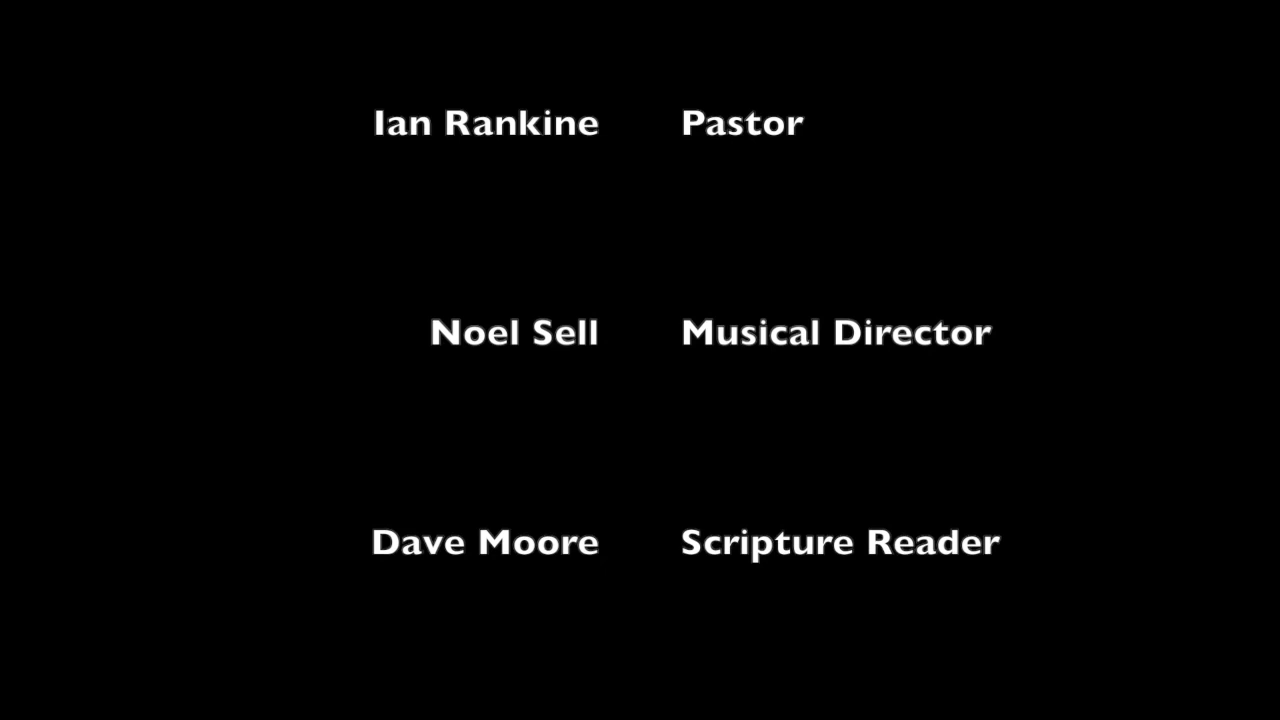 Ian Rankine Pastor
Noel Sell Musical Director
Dave Moore Scripture Reader